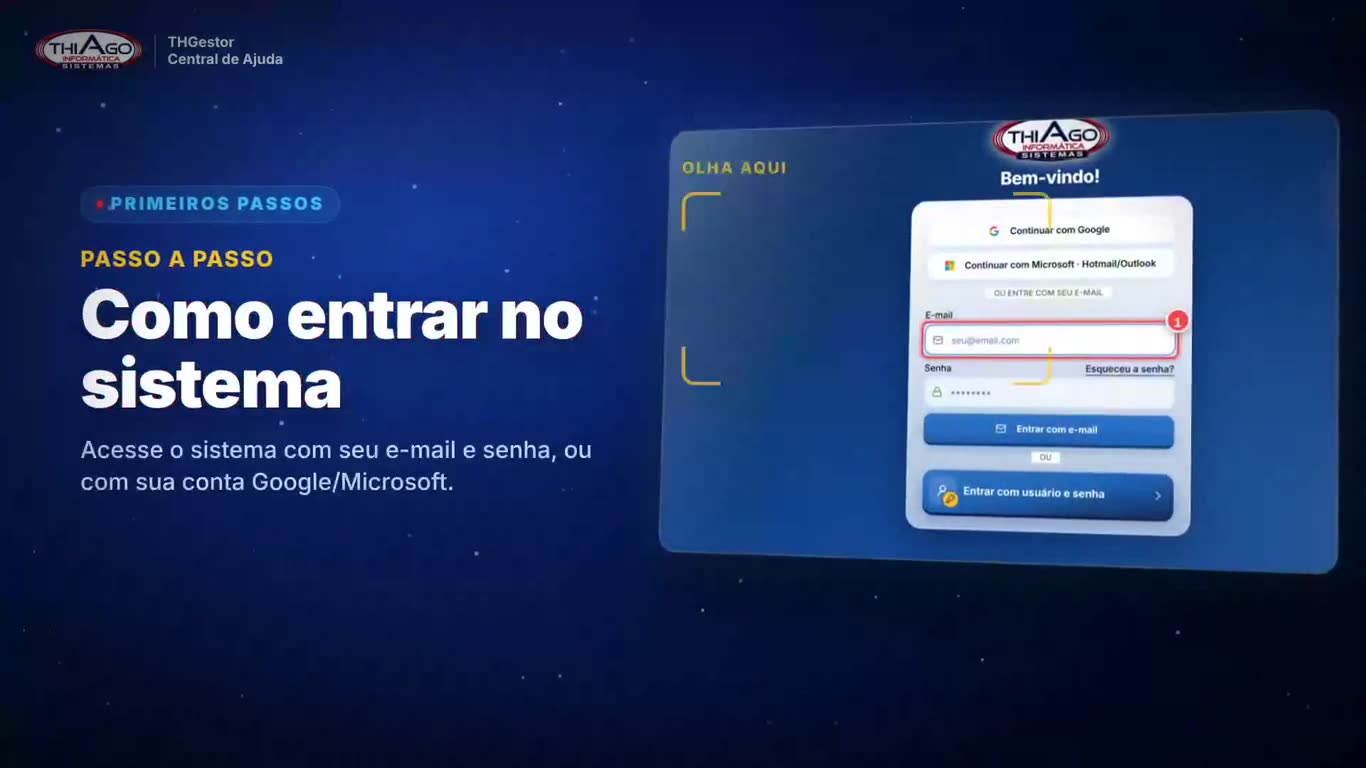 THIAGO
INFORMÁTICA
SISTEMAS
THGestor
Central de Ajuda
PRIMEIROS PASSOS
PASSO A PASSO
Como entrar no
sistema
Acesse o sistema com seu e-mail e senha, ou
com sua conta Google/Microsoft.
OLHA AQUI
THIAGO
INFORMÁTICA
SISTEMAS
Bem-vindo!
Continuar com Google
Continuar com Microsoft · Hotmail/Outlook
OU ENTRE COM SEU E-MAIL
E-mail
1
seu@email.com
Senha
Esqueceu a senha?
Entrar com e-mail
OU
Entrar com usuário e senha